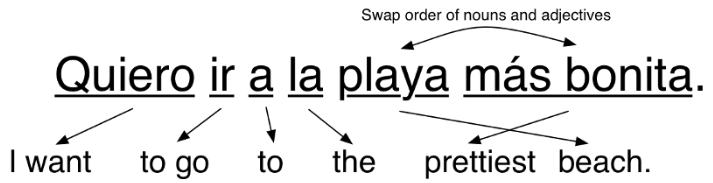 Swap order of nouns and adjectives
Quiero ir a la playa más bonita.
I want to go to the prettiest beach.